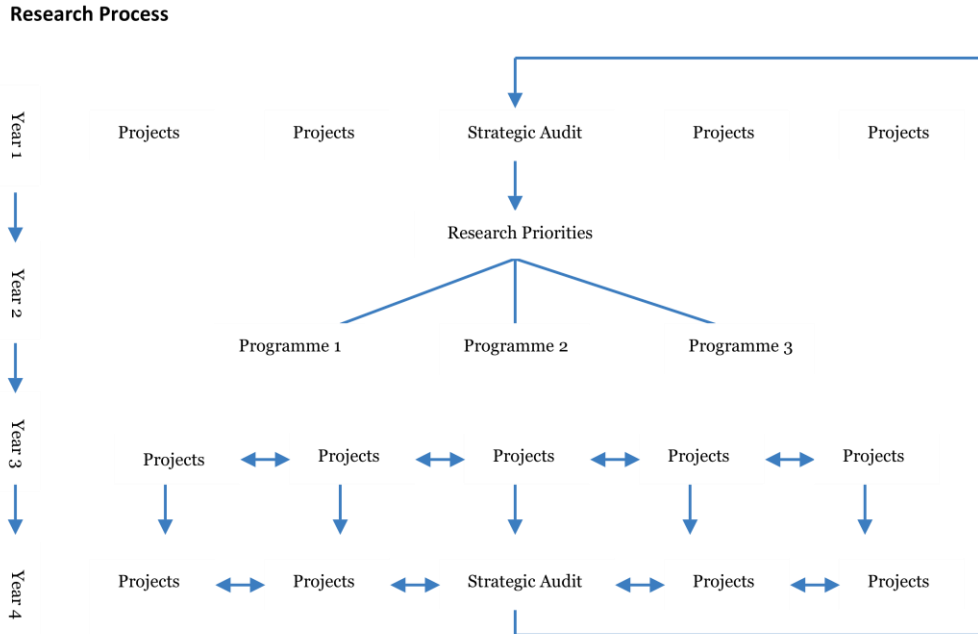 Research Process
Year 1
Projects
Projects
Strategic Audit
Projects
Projects
Research Priorities
Year 2
Programme 1
Programme 2
Programme 3
Year 3
Projects
Projects
Projects
Projects
Projects
Year 4
Projects
Projects
Strategic Audit
Projects
Projects